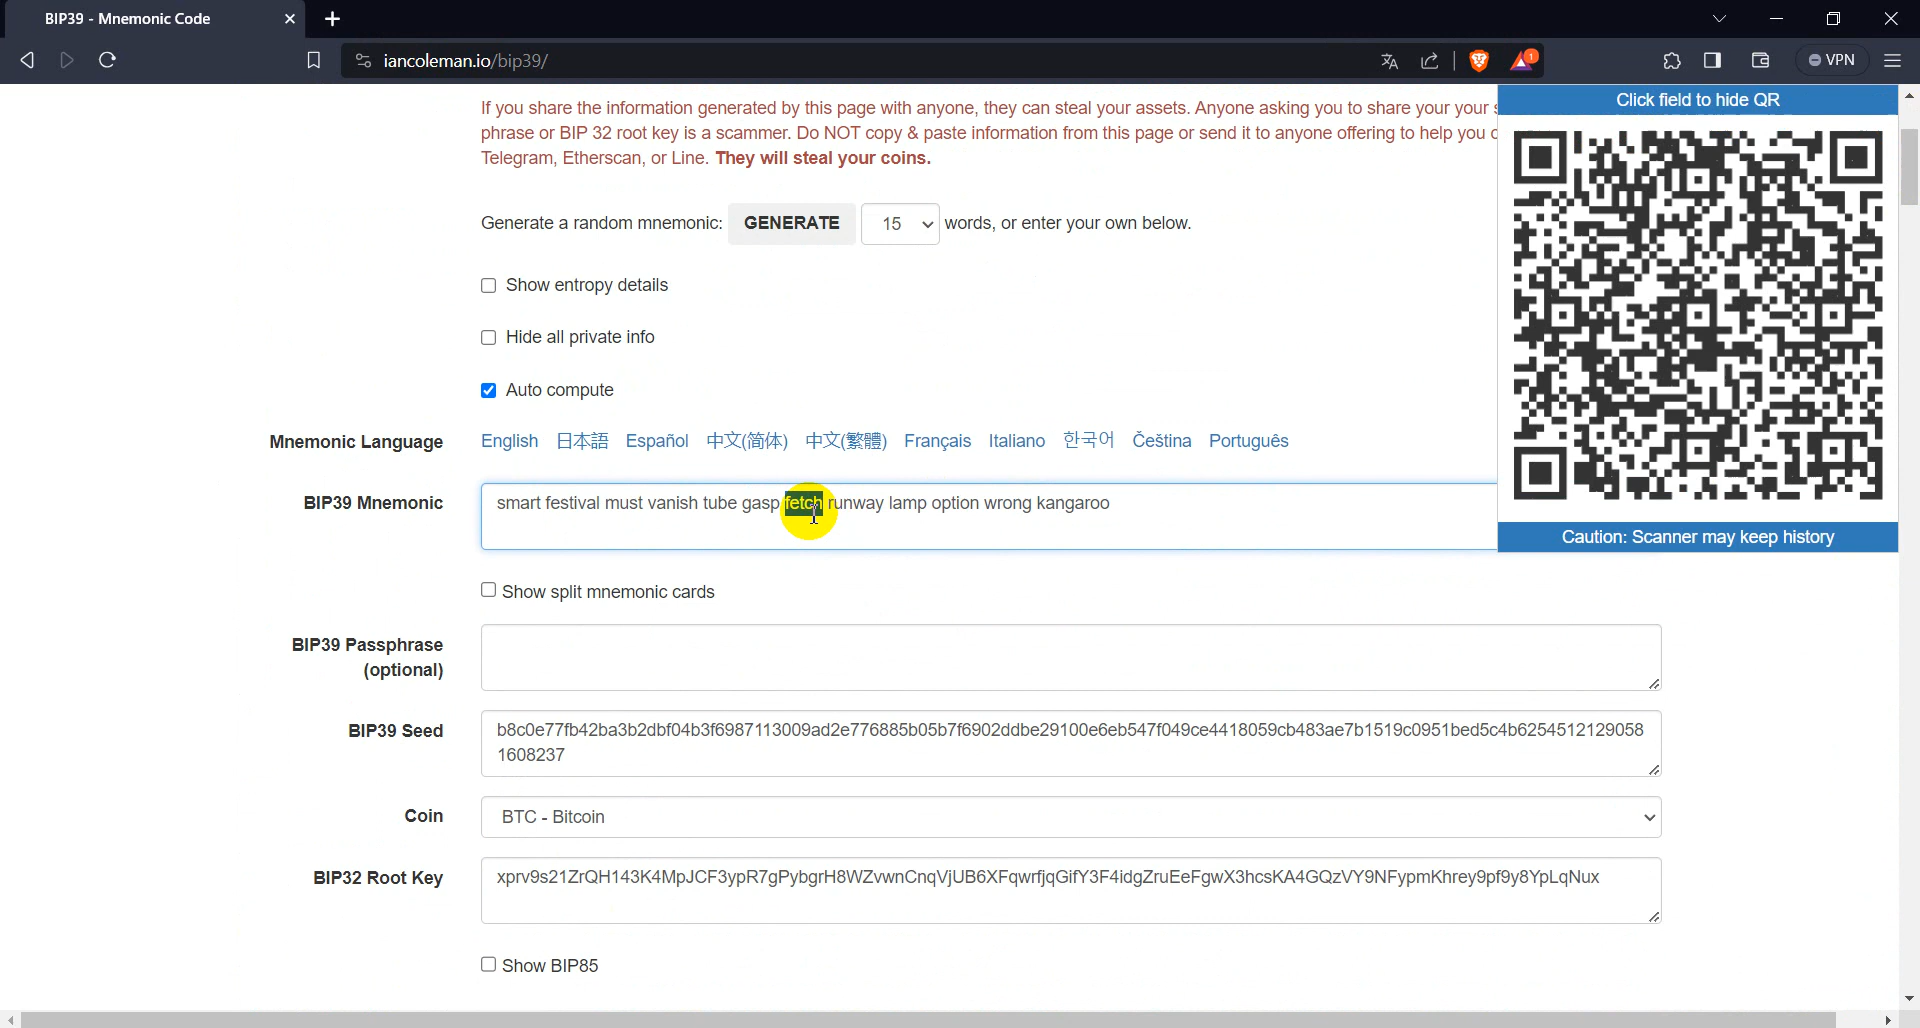 BIP39 - Mnemonic Code
iancoleman.io/bip39/
1
VPN
If you share the information generated by this page with anyone, they can steal your assets. Anyone asking you to share your your s
phrase or BIP 32 root key is a scammer. Do NOT copy & paste information from this page or send it to anyone offering to help you
Telegram, Etherscan, or Line. They will steal your coins.
Click field to hide QR
Caution: Scanner may keep history
Generate a random mnemonic: GENERATE 15 words, or enter your own below.
Show entropy details
Hide all private info
Auto compute
Mnemonic Language English 日本語 Español 中文(简体) 中文(繁體) Français Italiano 한국어 Čeština Português
BIP39 Mnemonic smart festival must vanish tube gasp fetch runway lamp option wrong kangaroo
Show split mnemonic cards
BIP39 Passphrase
(optional)
BIP39 Seed b8c0e77fb42ba3b2dbf04b3f6987113009ad2e776885b05b7f6902ddbe29100e6eb547f049ce4418059cb483ae7b1519c0951bed5c4b6254512129058
1608237
Coin BTC - Bitcoin
BIP32 Root Key xprv9s21ZrQH143K4MpJCF3ypR7gPybgrH8WZvwnCnqVjUB6XFqwrfjqGifY3F4idgZruEeFgwX3hcsKA4GQzVY9NFypmKhrey9pf9y8YpLqNux
Show BIP85